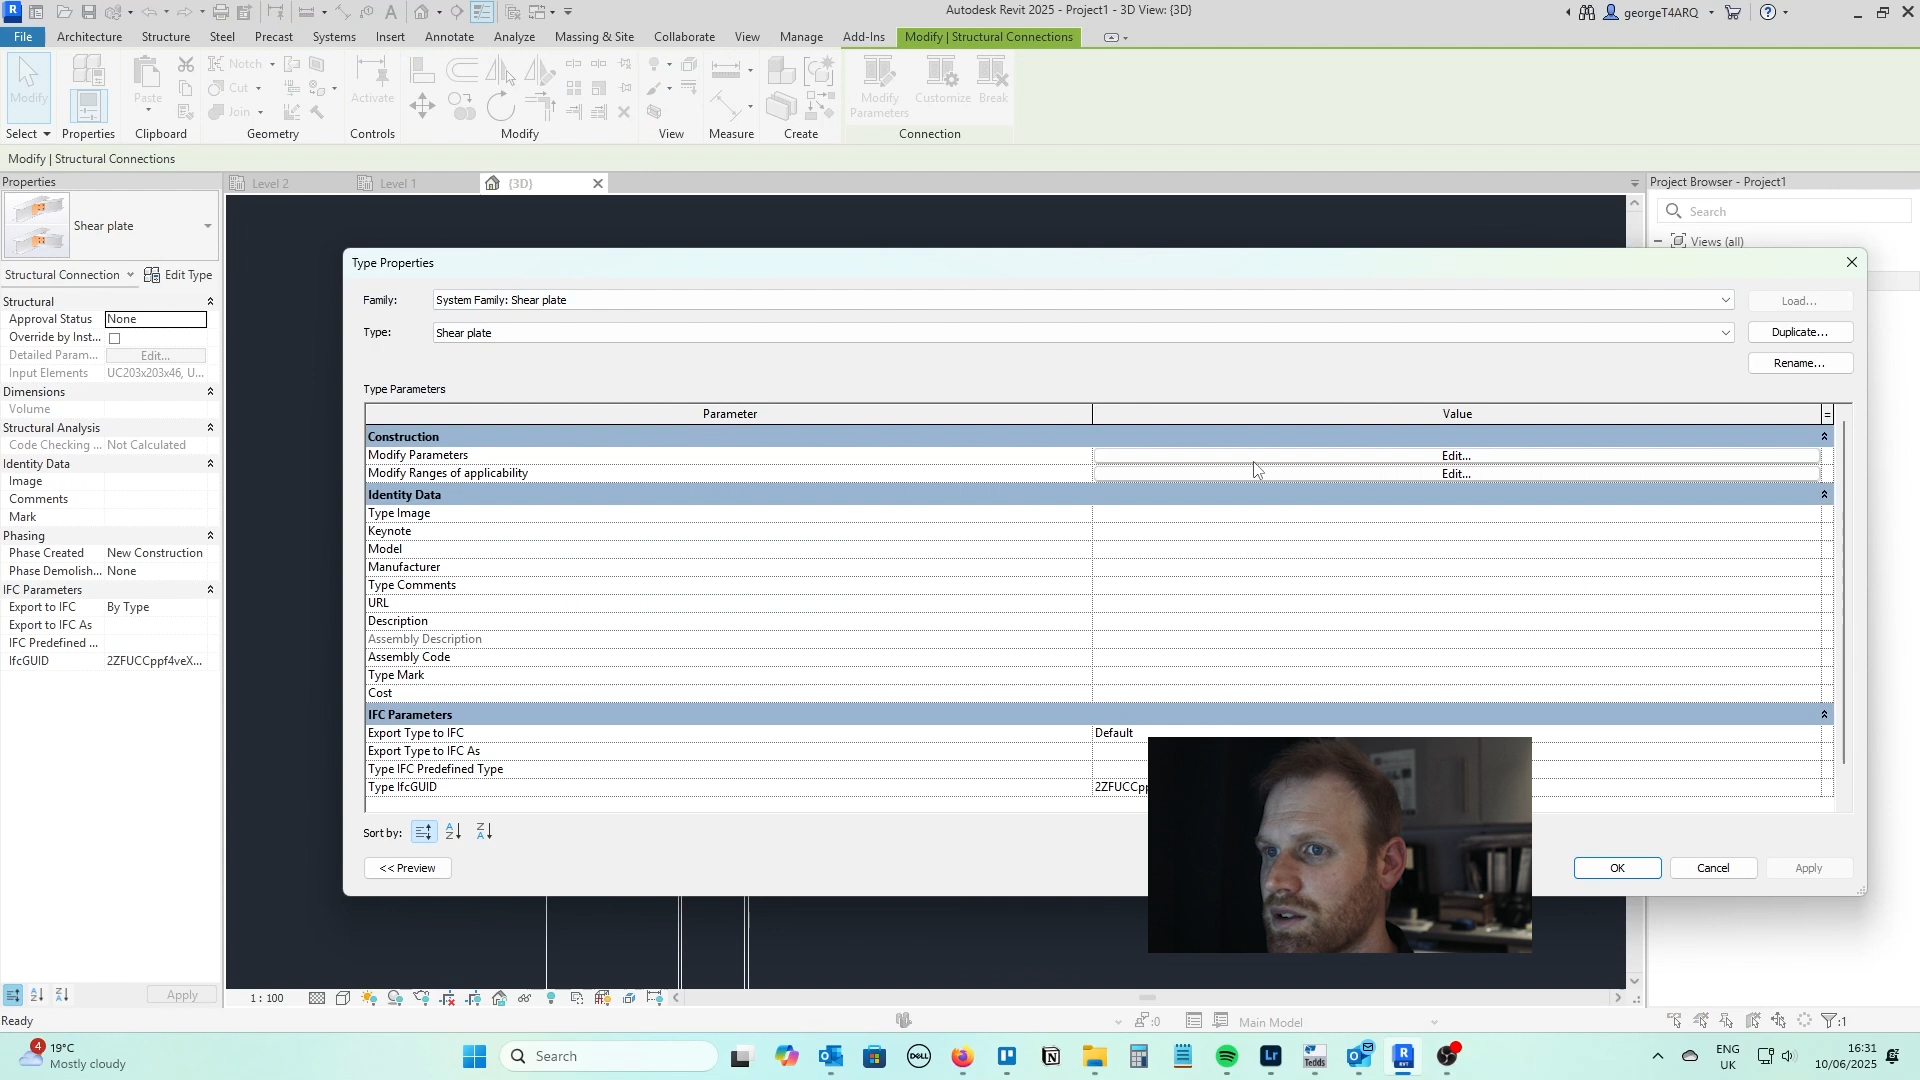 Autodesk Revit 2025 - Project1 - 3D View: {3D}
georgeT4ARQ
File Architecture Structure Steel Precast Systems Insert Annotate Analyze Massing & Site Collaborate View Manage Add-Ins Modify | Structural Connections
Modify
Paste
Notch
Cut
Join
Activate
Modify Parameters
Customize
Break
Select Properties Clipboard Geometry Controls Modify View Measure Create Connection
Modify | Structural Connections
Properties
Shear plate
Structural Connection Edit Type
Structural
Approval Status None
Override by Inst...
Detailed Param... Edit...
Input Elements UC203x203x46, U...
Dimensions
Volume
Structural Analysis
Code Checking ... Not Calculated
Identity Data
Image
Comments
Mark
Phasing
Phase Created New Construction
Phase Demolish... None
IFC Parameters
Export to IFC By Type
Export to IFC As
IFC Predefined ...
IfcGUID 2ZFUCCppf4veX...
Apply
Level 2
Level 1
{3D}
Type Properties
Family: System Family: Shear plate Load...
Type: Shear plate Duplicate...
Rename...
Type Parameters
Parameter Value =
Construction
Modify Parameters Edit...
Modify Ranges of applicability Edit...
Identity Data
Type Image
Keynote
Model
Manufacturer
Type Comments
URL
Description
Assembly Description
Assembly Code
Type Mark
Cost
IFC Parameters
Export Type to IFC Default
Export Type to IFC As
Type IFC Predefined Type
Type IfcGUID 2ZFUCCpp
Sort by:
<< Preview OK Cancel Apply
Project Browser - Project1
Search
Views (all)
1 : 100
Ready
:0
Main Model
:1
4
19°C
Mostly cloudy
Search
DELL
Lr
Tedds
R
RVT
ENG
UK
16:31
10/06/2025